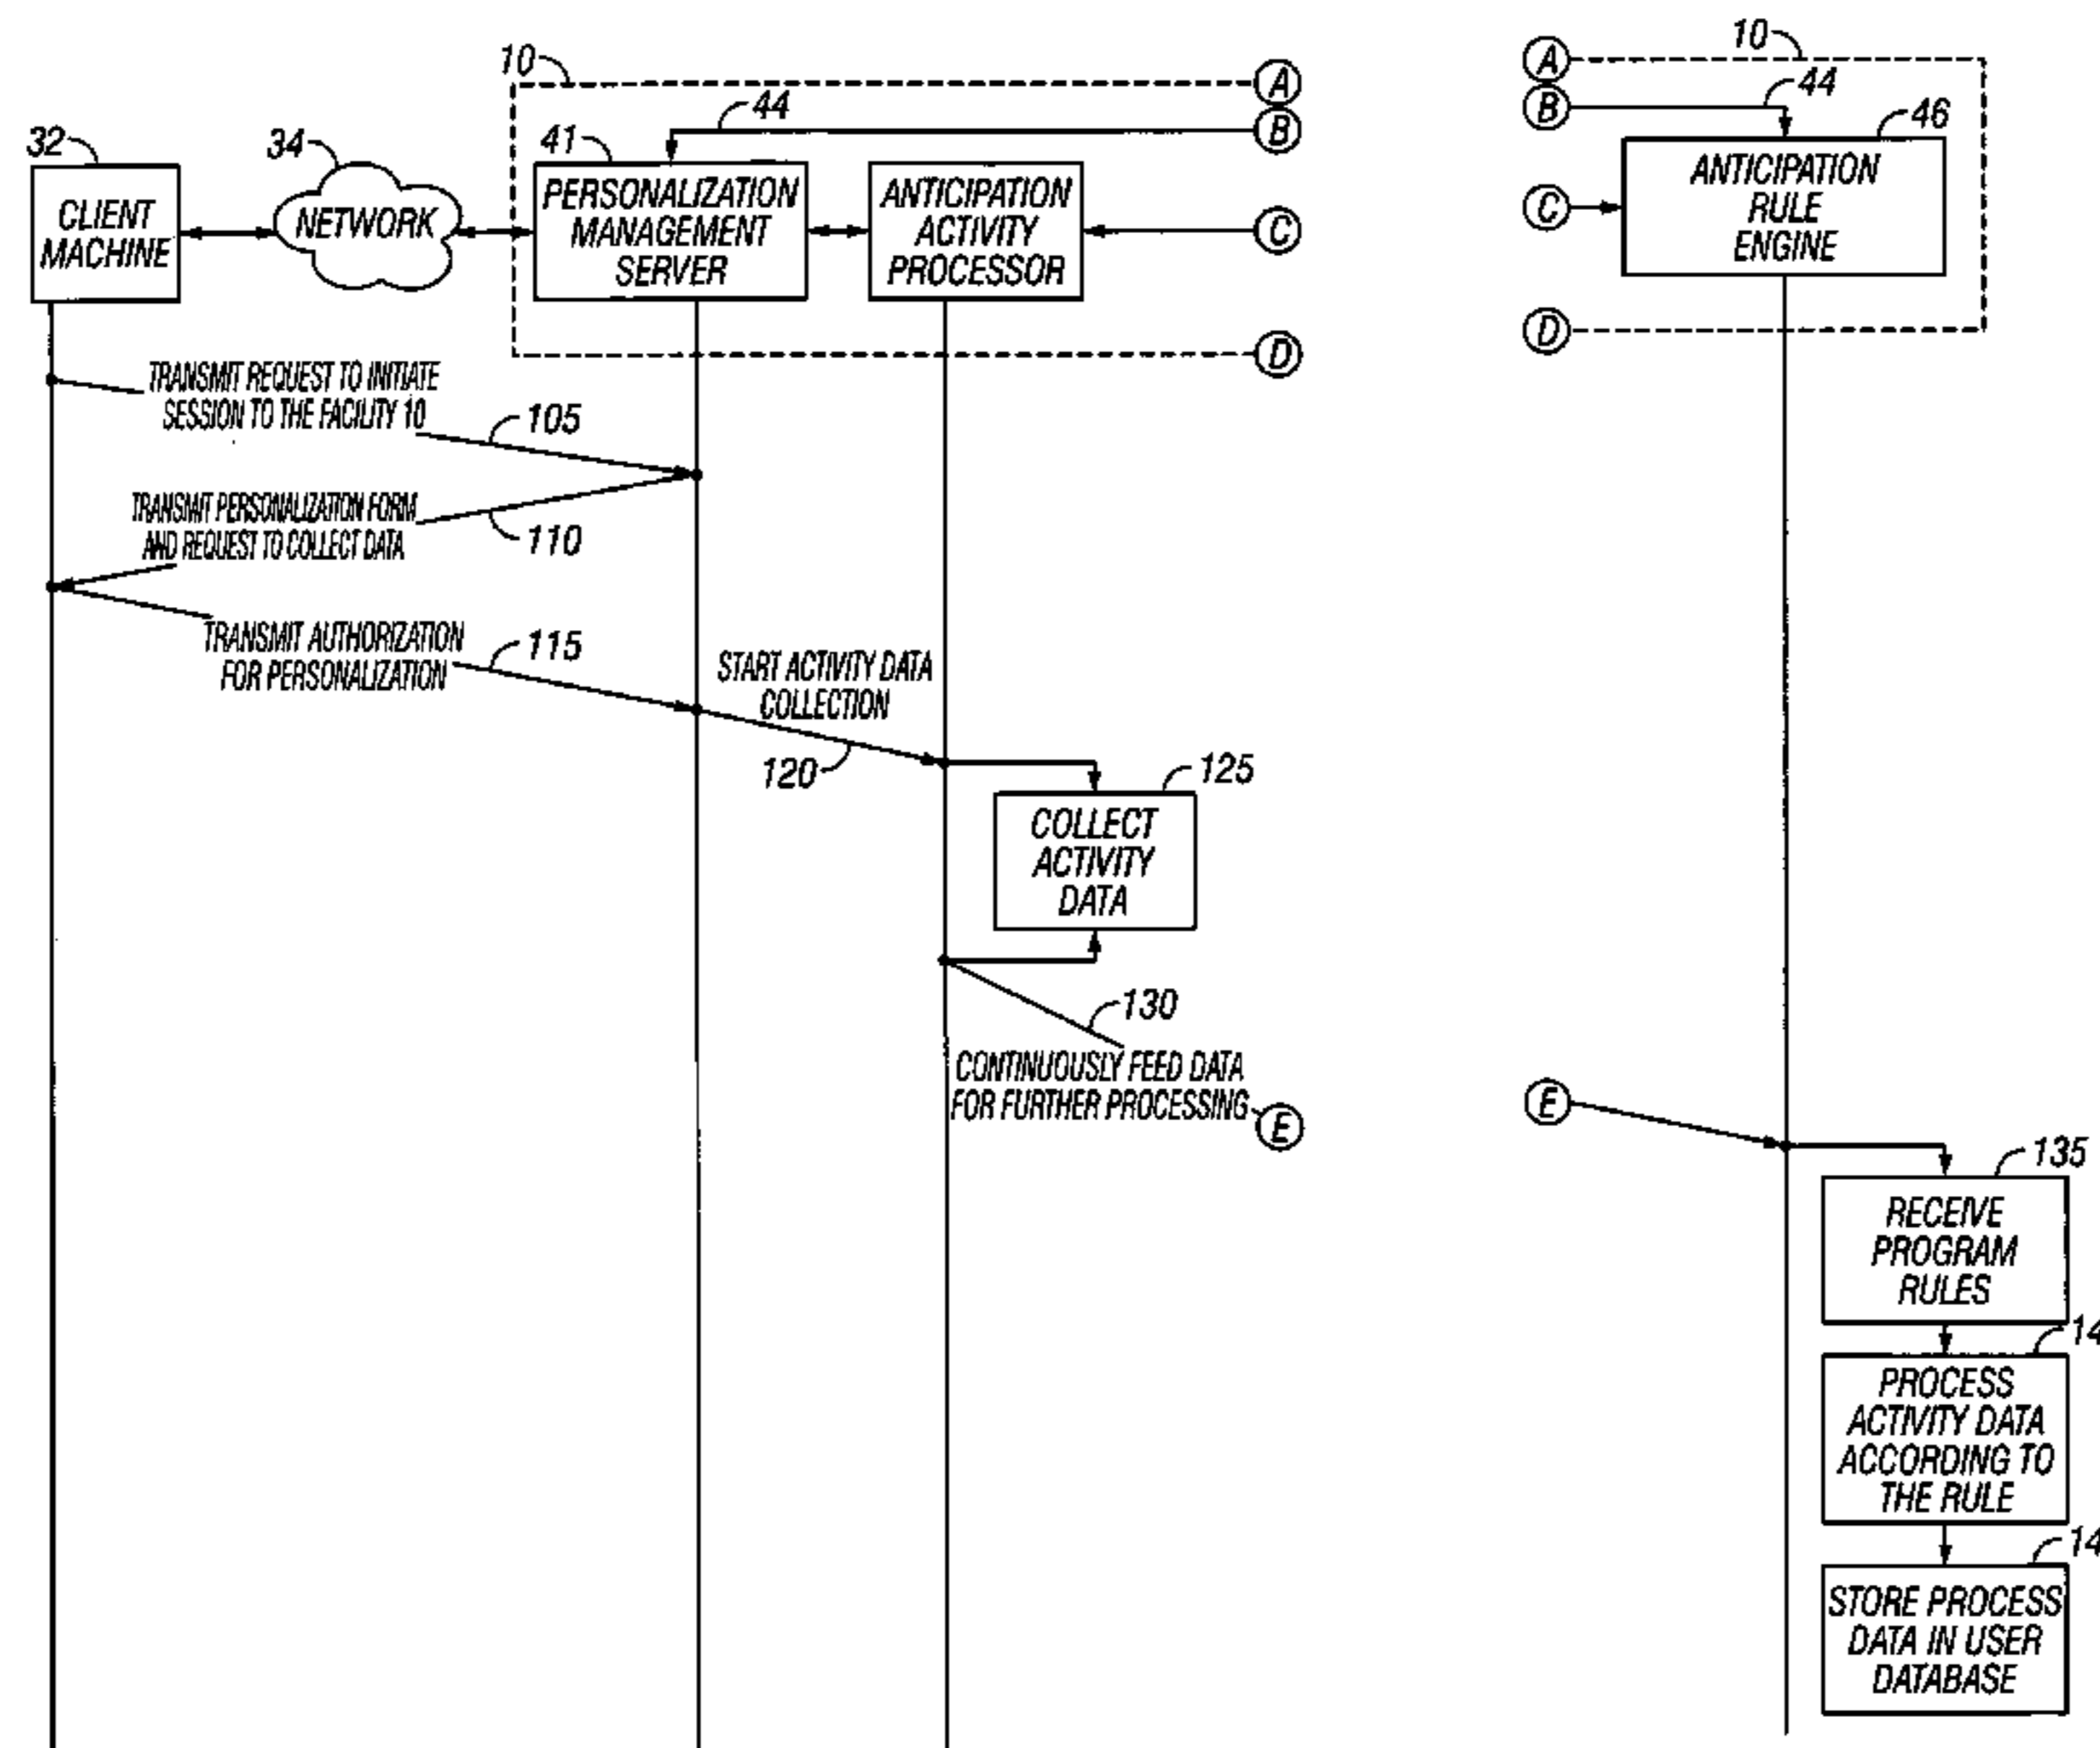 10
A
44
B
32
34
41
CLIENT
MACHINE
NETWORK
PERSONALIZATION
MANAGEMENT
SERVER
ANTICIPATION
ACTIVITY
PROCESSOR
C
D
TRANSMIT REQUEST TO INITIATE
SESSION TO THE FACILITY 10
105
TRANSMIT PERSONALIZATION FORM
AND REQUEST TO COLLECT DATA
110
TRANSMIT AUTHORIZATION
FOR PERSONALIZATION
115
START ACTIVITY DATA
COLLECTION
120
125
COLLECT
ACTIVITY
DATA
130
CONTINUOUSLY FEED DATA
FOR FURTHER PROCESSING
E
10
A
44
B
46
ANTICIPATION
RULE
ENGINE
C
D
E
135
RECEIVE
PROGRAM
RULES
14
PROCESS
ACTIVITY DATA
ACCORDING TO
THE RULE
14
STORE PROCESS
DATA IN USER
DATABASE